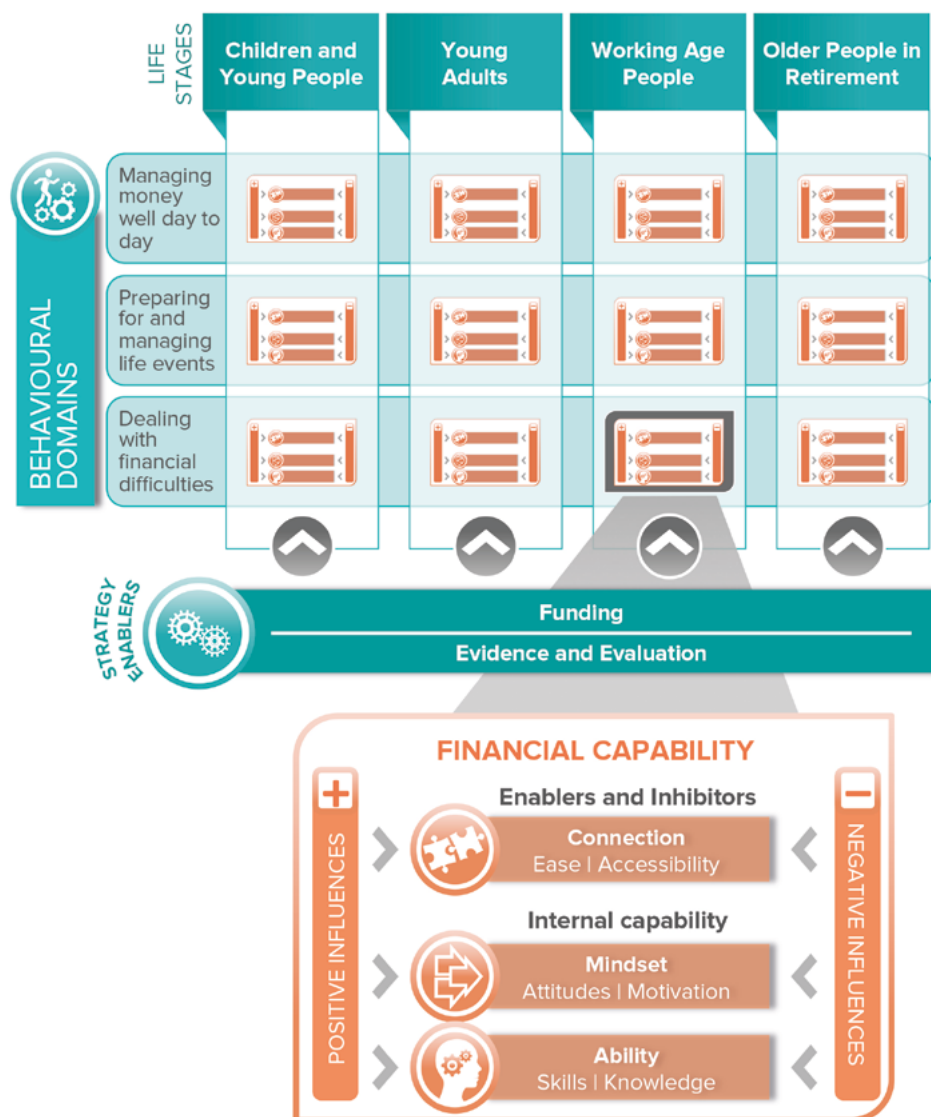 LIFE
STAGES
Children and
Young People
Young
Adults
Working Age
People
Older People in
Retirement
BEHAVIOURAL
DOMAINS
Managing
money
well day to
day
Preparing
for and
managing
life events
Dealing
with
financial
difficulties
STRATEGY
ENABLERS
Funding
Evidence and Evaluation
FINANCIAL CAPABILITY
+ POSITIVE INFLUENCES
Enablers and Inhibitors
Connection
Ease | Accessibility
Internal capability
Mindset
Attitudes | Motivation
Ability
Skills | Knowledge
− NEGATIVE INFLUENCES